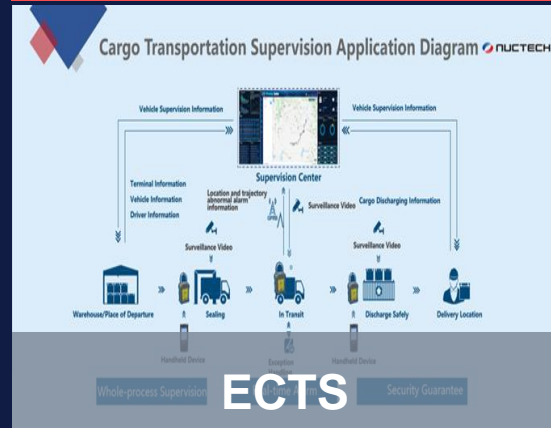 Cargo Transportation Supervision Application Diagram
NUCTECH
Vehicle Supervision Information
Vehicle Supervision Information
Supervision Center
Terminal Information
Vehicle Information
Driver Information
Location and trajectory
abnormal alarm
information
Surveillance Video
Cargo Discharging Information
Surveillance Video
Surveillance Video
Warehouse/Place of Departure
Sealing
In Transit
Discharge Safely
Delivery Location
Handheld Device
Exception
Handheld Device
Whole-process Supervision
Alarm
Security Guarantee
ECTS